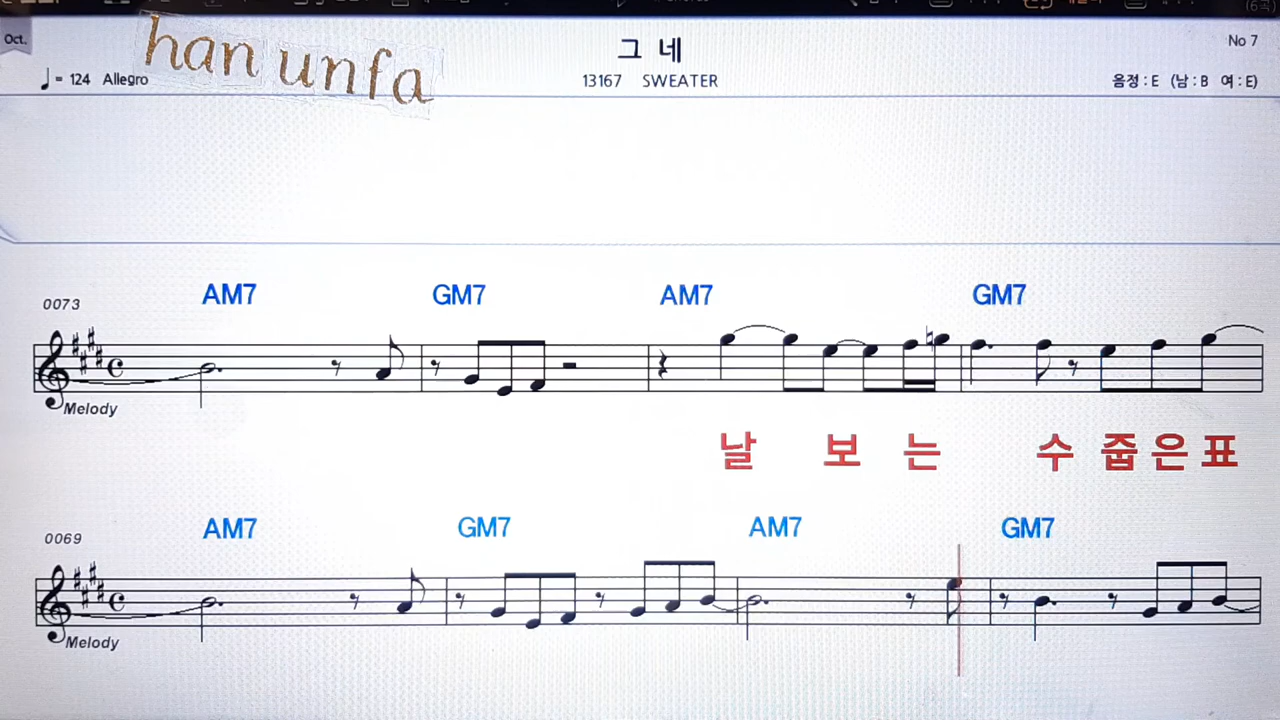 Oct.
han unfa
그 네
No 7
♩= 124 Allegro
13167 SWEATER
음정 : E (남 : B 여 : E)
AM7 GM7 AM7 GM7
0073
Melody
날 보 는 수 줍 은 표
AM7 GM7 AM7 GM7
0069
Melody